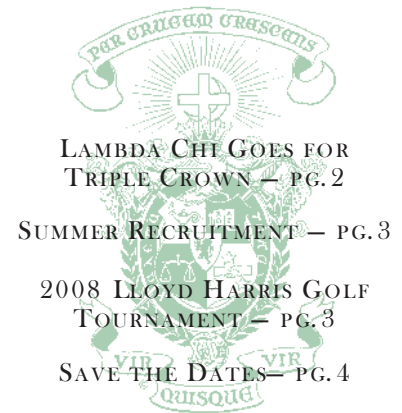 PER CRUCEM CRESCENS
LAMBDA CHI GOES FOR
TRIPLE CROWN – PG. 2
SUMMER RECRUITMENT – PG. 3
2008 LLOYD HARRIS GOLF
TOURNAMENT – PG. 3
VIR VIR
SAVE THE DATES– PG. 4
QUISQUE